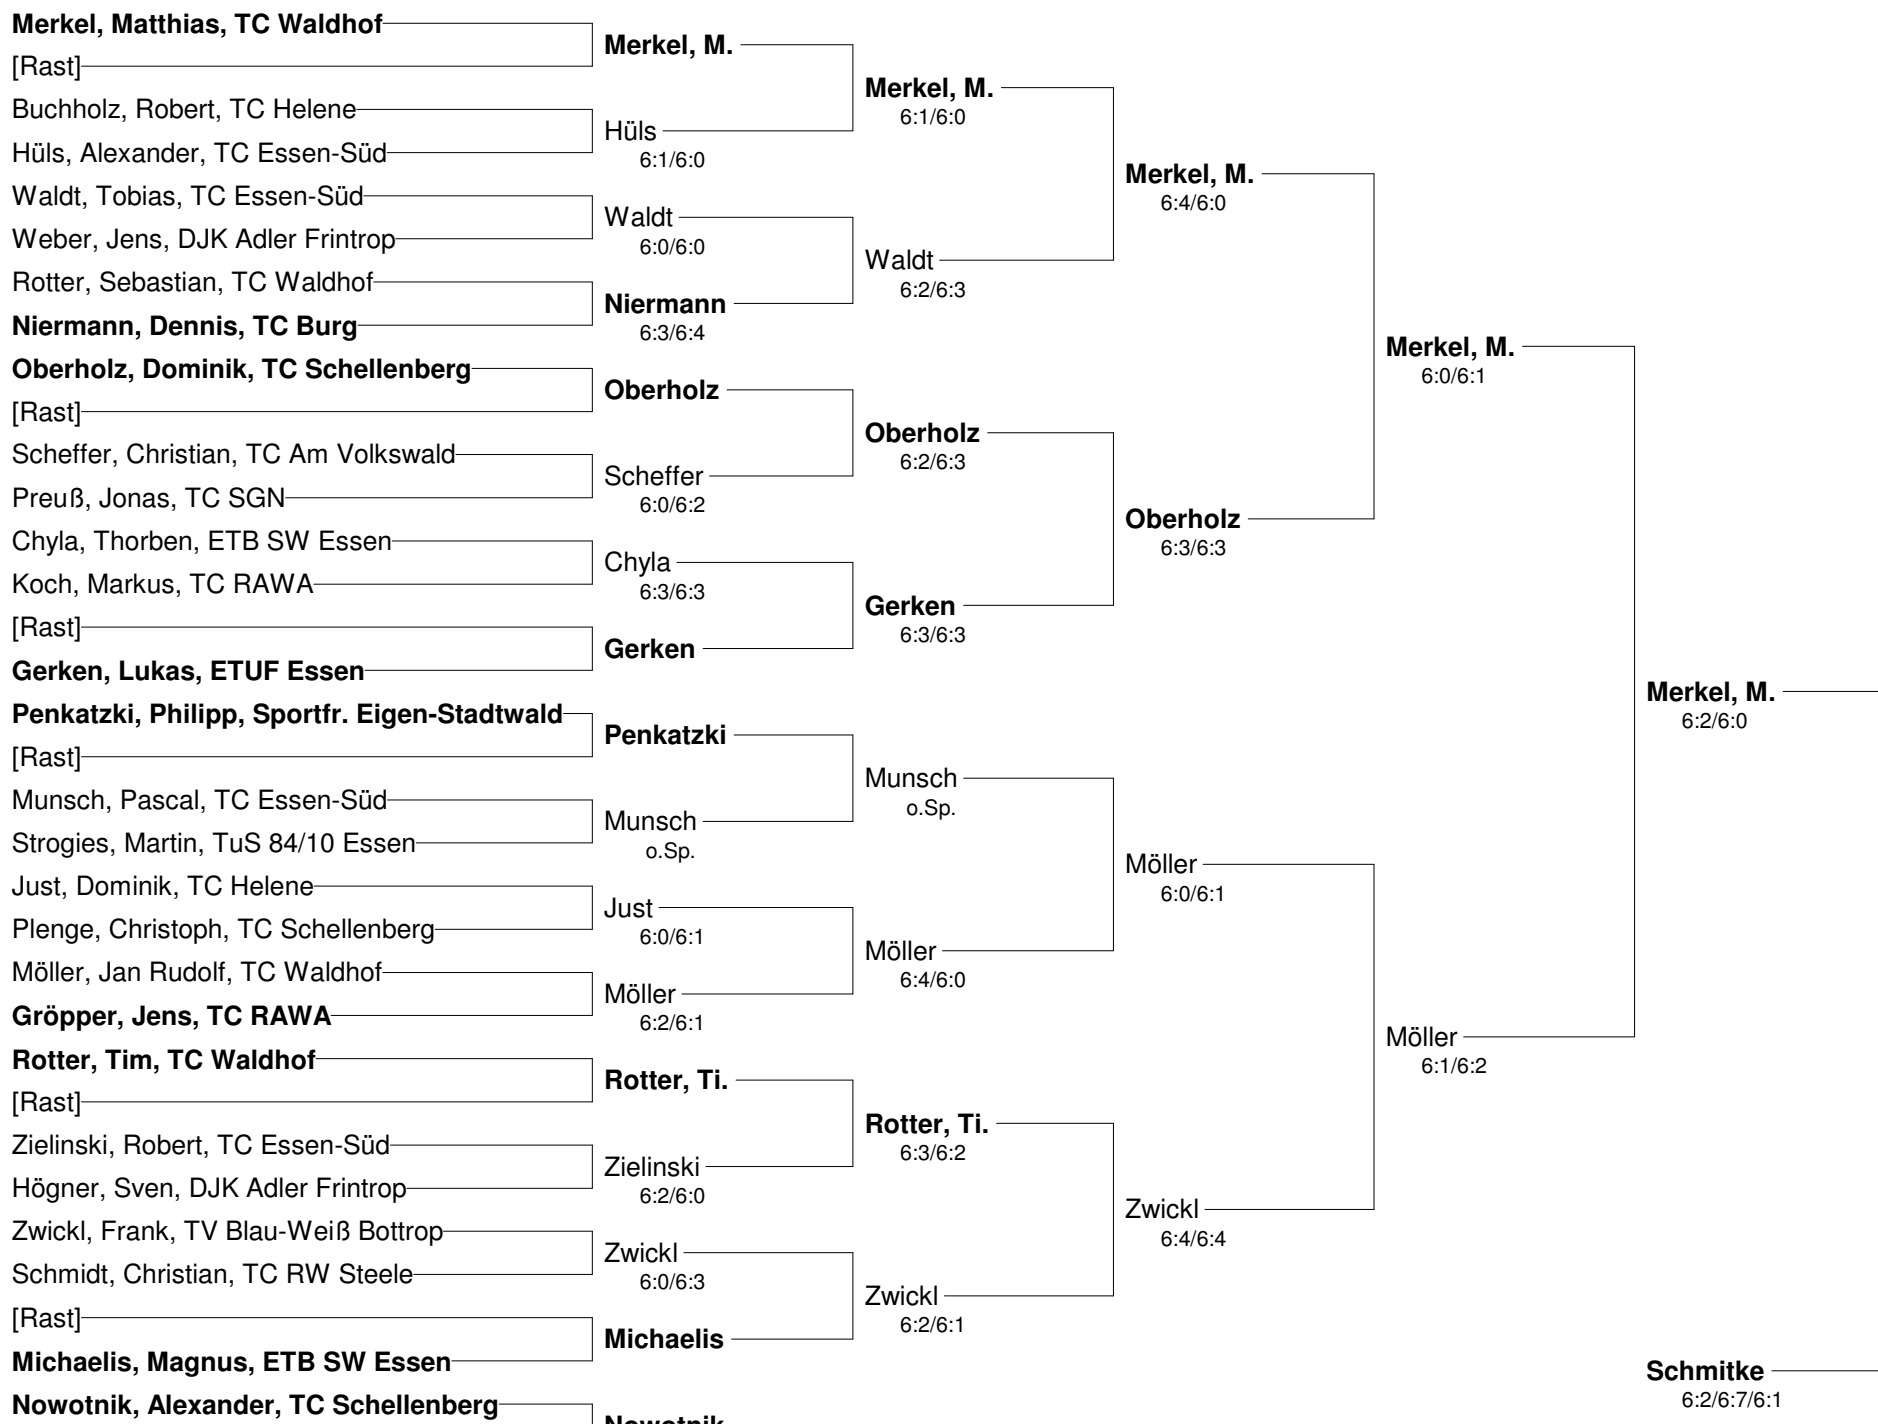 Merkel, Matthias, TC Waldhof
[Rast]
Buchholz, Robert, TC Helene
Hüls, Alexander, TC Essen-Süd
Waldt, Tobias, TC Essen-Süd
Weber, Jens, DJK Adler Frintrop
Rotter, Sebastian, TC Waldhof
Niermann, Dennis, TC Burg
Oberholz, Dominik, TC Schellenberg
[Rast]
Scheffer, Christian, TC Am Volkswald
Preuß, Jonas, TC SGN
Chyla, Thorben, ETB SW Essen
Koch, Markus, TC RAWA
[Rast]
Gerken, Lukas, ETUF Essen
Penkatzki, Philipp, Sportfr. Eigen-Stadtwald
[Rast]
Munsch, Pascal, TC Essen-Süd
Strogies, Martin, TuS 84/10 Essen
Just, Dominik, TC Helene
Plenge, Christoph, TC Schellenberg
Möller, Jan Rudolf, TC Waldhof
Gröpper, Jens, TC RAWA
Rotter, Tim, TC Waldhof
[Rast]
Zielinski, Robert, TC Essen-Süd
Högner, Sven, DJK Adler Frintrop
Zwickl, Frank, TV Blau-Weiß Bottrop
Schmidt, Christian, TC RW Steele
[Rast]
Michaelis, Magnus, ETB SW Essen
Nowotnik, Alexander, TC Schellenberg
Merkel, M.
Hüls
6:1/6:0
Waldt
6:0/6:0
Niermann
6:3/6:4
Oberholz
Scheffer
6:0/6:2
Chyla
6:3/6:3
Gerken
Penkatzki
Munsch
o.Sp.
Just
6:0/6:1
Möller
6:2/6:1
Rotter, Ti.
Zielinski
6:2/6:0
Zwickl
6:0/6:3
Michaelis
Nowotnik
Merkel, M.
6:1/6:0
Waldt
6:2/6:3
Oberholz
6:2/6:3
Gerken
6:3/6:3
Munsch
o.Sp.
Möller
6:4/6:0
Rotter, Ti.
6:3/6:2
Zwickl
6:2/6:1
Merkel, M.
6:4/6:0
Oberholz
6:3/6:3
Möller
6:0/6:1
Zwickl
6:4/6:4
Merkel, M.
6:0/6:1
Möller
6:1/6:2
Merkel, M.
6:2/6:0
Schmitke
6:2/6:7/6:1